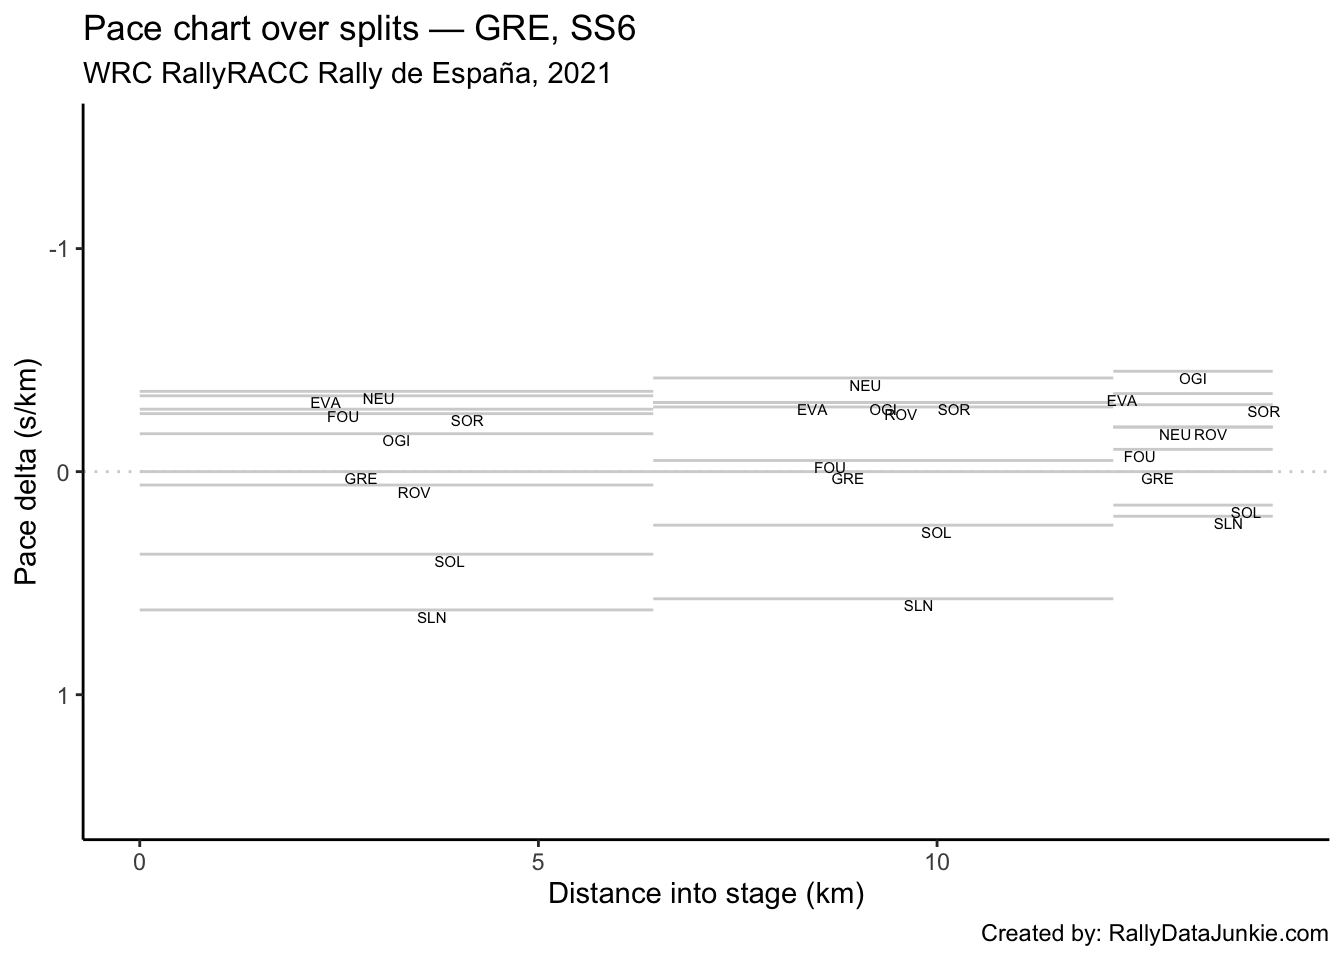 Pace chart over splits — GRE, SS6
WRC RallyRACC Rally de España, 2021
Pace delta (s/km)
-1
0
1
NEU
EVA
FOU
SOR
OGI
GRE
ROV
SOL
SLN
NEU
EVA
OGI
ROV
SOR
FOU
GRE
SOL
SLN
OGI
EVA
SOR
NEU ROV
FOU
GRE
SOL
SLN
0 5 10
Distance into stage (km)
Created by: RallyDataJunkie.com